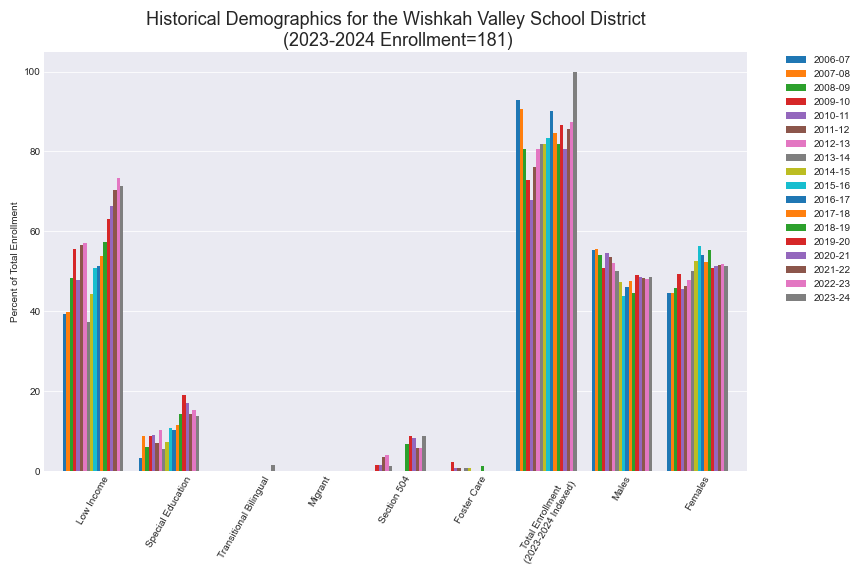 Historical Demographics for the Wishkah Valley School District
(2023-2024 Enrollment=181)
Percent of Total Enrollment
100
80
60
40
20
0
Low Income
Special Education
Transitional Bilingual
Migrant
Section 504
Foster Care
Total Enrollment
(2023-2024 Indexed)
Males
Females
2006-07
2007-08
2008-09
2009-10
2010-11
2011-12
2012-13
2013-14
2014-15
2015-16
2016-17
2017-18
2018-19
2019-20
2020-21
2021-22
2022-23
2023-24